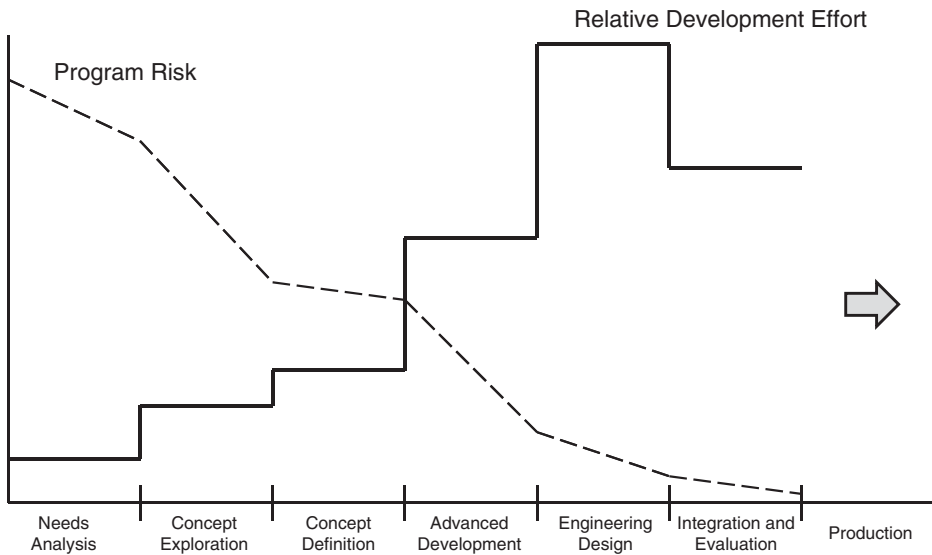 Relative Development Effort
Program Risk
Needs
Analysis
Concept
Exploration
Concept
Definition
Advanced
Development
Engineering
Design
Integration and
Evaluation
Production